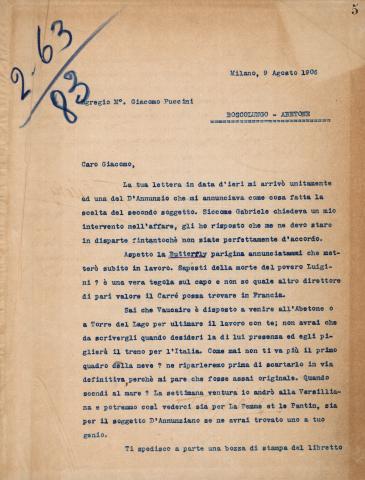 5
2-63/83
Milano, 9 Agosto 1906
Egregio M°. Giacomo Puccini
BOSCOLUNGO - ABETONE
Caro Giacomo,
La tua lettera in data d'ieri mi arrivò unitamente
ad una del D'Annunzio che mi annunciava come cosa fatta la
scelta del secondo soggetto. Siccome Gabriele chiedeva un mio
intervento nell'affare, gli ho risposto che me ne devo stare
in disparte fintantochè non siate perfettamente d'accordo.
Aspetto la Butterfly parigina annunciatami che met-
terò subito in lavoro. Sapesti della morte del povero Luigi-
ni ? è una vera tegola sul capo e non so quale altro direttore
di pari valore il Carré possa trovare in Francia.
Sai che Vaucaire è disposto a venire all'Abetone o
a Torre del Lago per ultimare il lavoro con te; non avrai che
da scrivergli quando desideri la di lui presenza ed egli pi-
glierà il treno per l'Italia. Come mai non ti va più il primo
quadro della neve ? ne riparleremo prima di scartarlo in via
definitiva perchè mi pare che fosse assai originale. Quando
scendi al mare ? La settimana ventura io andrò alla Versilia-
na e potremmo così vederci sia per La Femme et le Pantin, sia
per il soggetto D'Annunziano se ne avrai trovato uno a tuo
genio.
Ti spedisco a parte una bozza di stampa del libretto